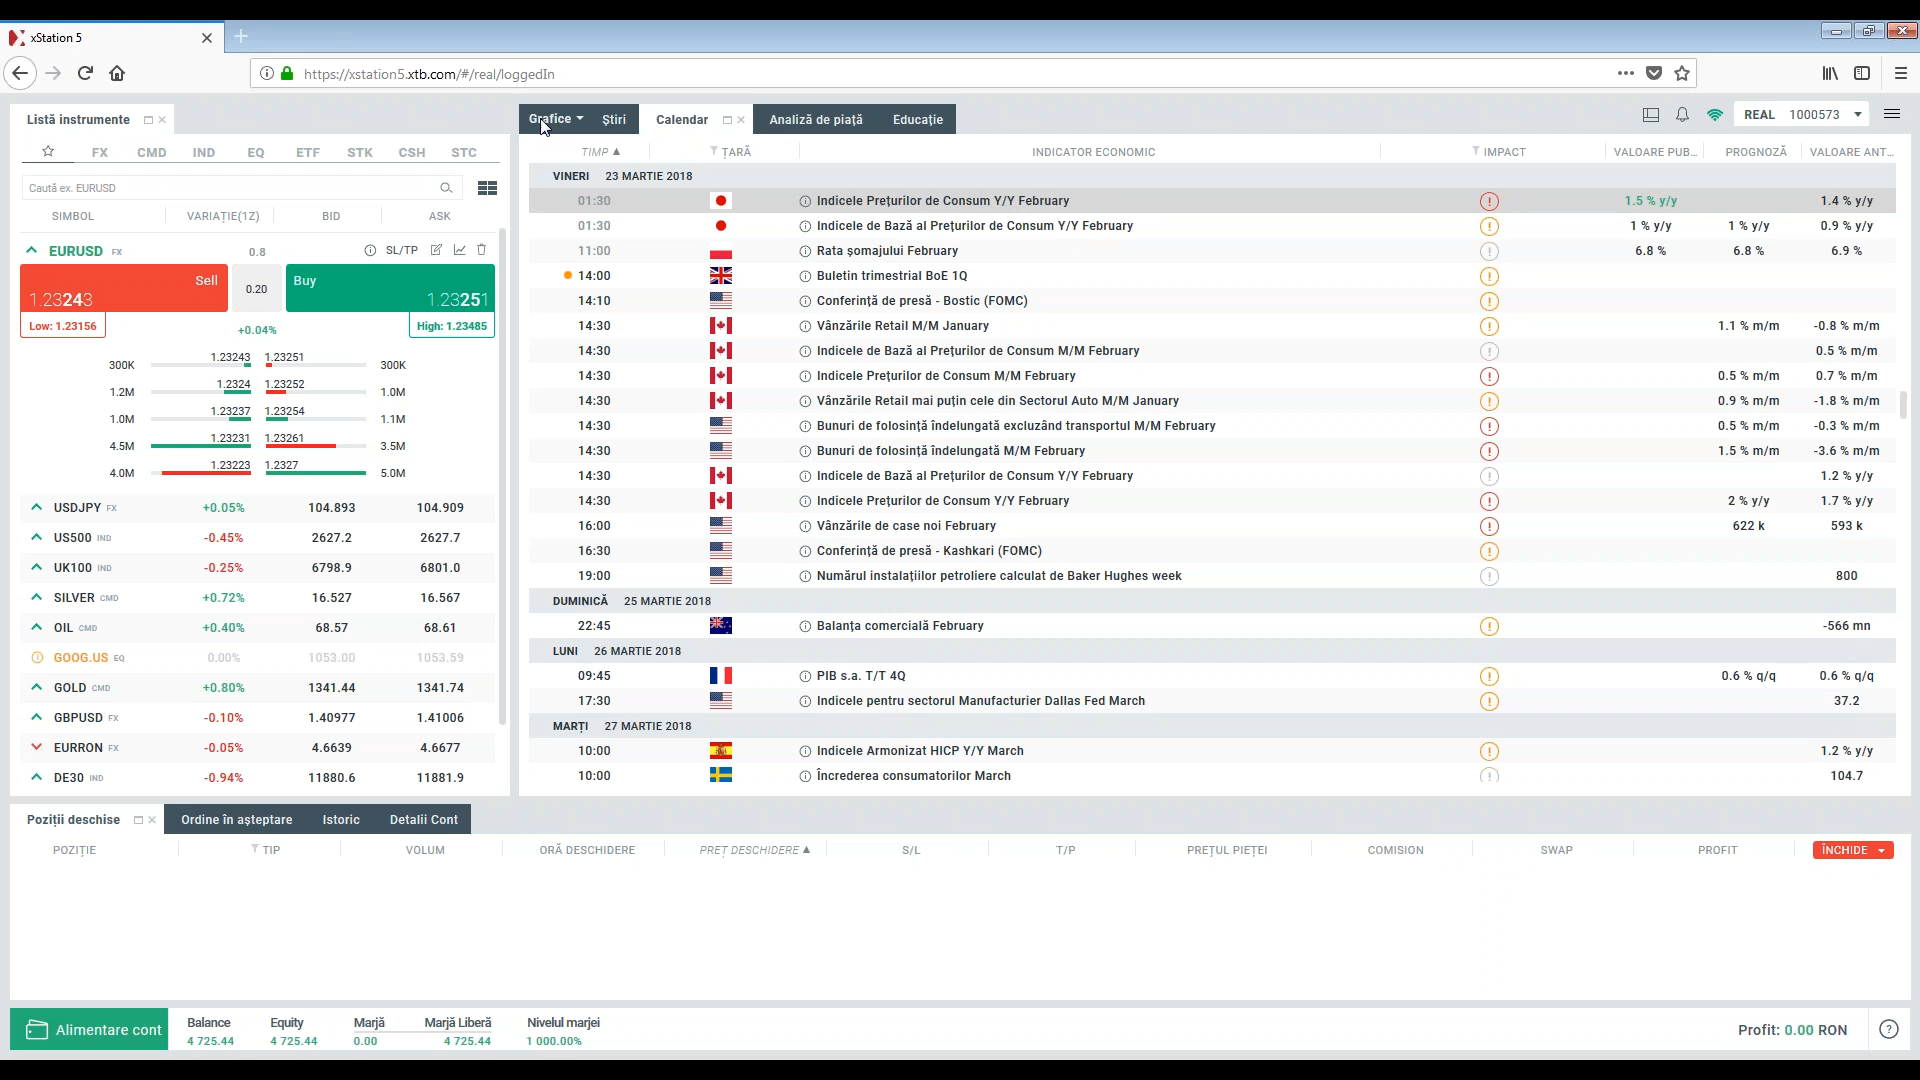 xStation 5
https://xstation5.xtb.com/#/real/loggedIn
Listă instrumente
Grafice Știri Calendar Analiză de piață Educație
REAL 1000573
FX CMD IND EQ ETF STK CSH STC
Caută ex. EURUSD
SIMBOL VARIAȚIE(1Z) BID ASK
EURUSD FX 0.8 SL/TP
Sell 0.20 Buy
1.23243 1.23251
Low: 1.23156 +0.04% High: 1.23485
300K 1.23243 1.23251 300K
1.2M 1.2324 1.23252 1.0M
1.0M 1.23237 1.23254 1.1M
4.5M 1.23231 1.23261 3.5M
4.0M 1.23223 1.2327 5.0M
USDJPY FX +0.05% 104.893 104.909
US500 IND -0.45% 2627.2 2627.7
UK100 IND -0.25% 6798.9 6801.0
SILVER CMD +0.72% 16.527 16.567
OIL CMD +0.40% 68.57 68.61
GOOG.US EQ 0.00% 1053.00 1053.59
GOLD CMD +0.80% 1341.44 1341.74
GBPUSD FX -0.10% 1.40977 1.41006
EURRON FX -0.05% 4.6639 4.6677
DE30 IND -0.94% 11880.6 11881.9
TIMP ▲ ȚARĂ INDICATOR ECONOMIC IMPACT VALOARE PUB... PROGNOZĂ VALOARE ANT...
VINERI 23 MARTIE 2018
01:30 Indicele Prețurilor de Consum Y/Y February 1.5 % y/y 1.4 % y/y
01:30 Indicele de Bază al Prețurilor de Consum Y/Y February 1 % y/y 1 % y/y 0.9 % y/y
11:00 Rata șomajului February 6.8 % 6.8 % 6.9 %
14:00 Buletin trimestrial BoE 1Q
14:10 Conferință de presă - Bostic (FOMC)
14:30 Vânzările Retail M/M January 1.1 % m/m -0.8 % m/m
14:30 Indicele de Bază al Prețurilor de Consum M/M February 0.5 % m/m
14:30 Indicele Prețurilor de Consum M/M February 0.5 % m/m 0.7 % m/m
14:30 Vânzările Retail mai puțin cele din Sectorul Auto M/M January 0.9 % m/m -1.8 % m/m
14:30 Bunuri de folosință îndelungată excluzând transportul M/M February 0.5 % m/m -0.3 % m/m
14:30 Bunuri de folosință îndelungată M/M February 1.5 % m/m -3.6 % m/m
14:30 Indicele de Bază al Prețurilor de Consum Y/Y February 1.2 % y/y
14:30 Indicele Prețurilor de Consum Y/Y February 2 % y/y 1.7 % y/y
16:00 Vânzările de case noi February 622 k 593 k
16:30 Conferință de presă - Kashkari (FOMC)
19:00 Numărul instalațiilor petroliere calculat de Baker Hughes week 800
DUMINICĂ 25 MARTIE 2018
22:45 Balanța comercială February -566 mn
LUNI 26 MARTIE 2018
09:45 PIB s.a. T/T 4Q 0.6 % q/q 0.6 % q/q
17:30 Indicele pentru sectorul Manufacturier Dallas Fed March 37.2
MARȚI 27 MARTIE 2018
10:00 Indicele Armonizat HICP Y/Y March 1.2 % y/y
10:00 Încrederea consumatorilor March 104.7
Poziții deschise Ordine în așteptare Istoric Detalii Cont
POZIȚIE TIP VOLUM ORĂ DESCHIDERE PREȚ DESCHIDERE ▲ S/L T/P PREȚUL PIEȚEI COMISION SWAP PROFIT ÎNCHIDE
Alimentare cont
Balance Equity Marjă Marjă Liberă Nivelul marjei
4 725.44 4 725.44 0.00 4 725.44 1 000.00%
Profit: 0.00 RON